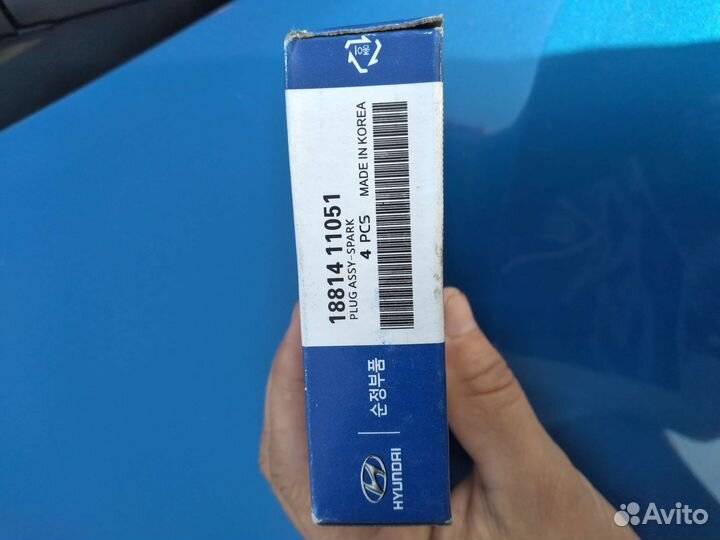 18814 11051
PLUG ASSY-SPARK
4 PCS MADE IN KOREA
HYUNDAI 순정부품
Avito